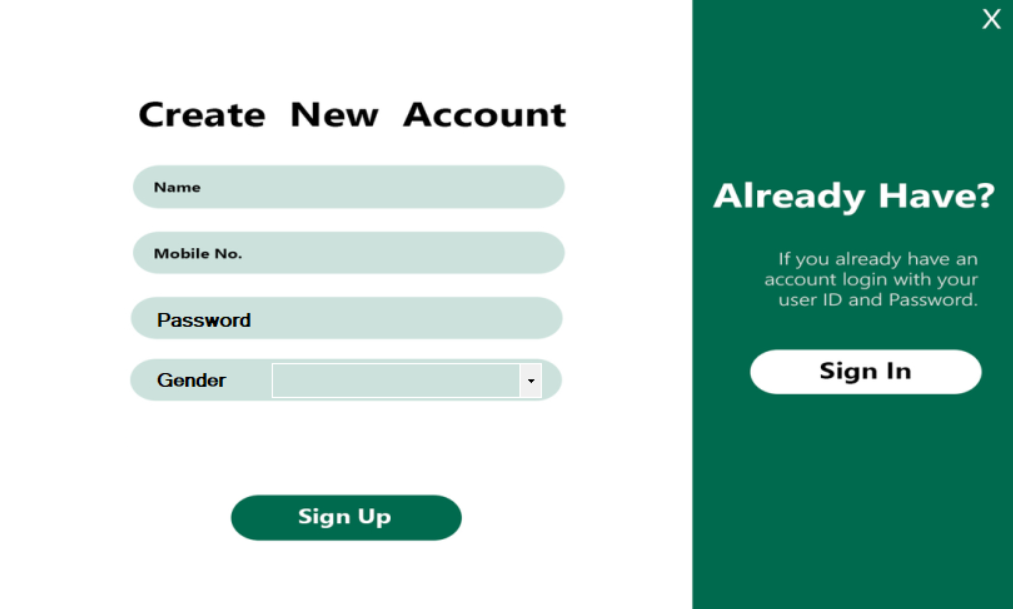 X
Create New Account
Name
Mobile No.
Password
Gender
Sign Up
Already Have?
If you already have an
account login with your
user ID and Password.
Sign In